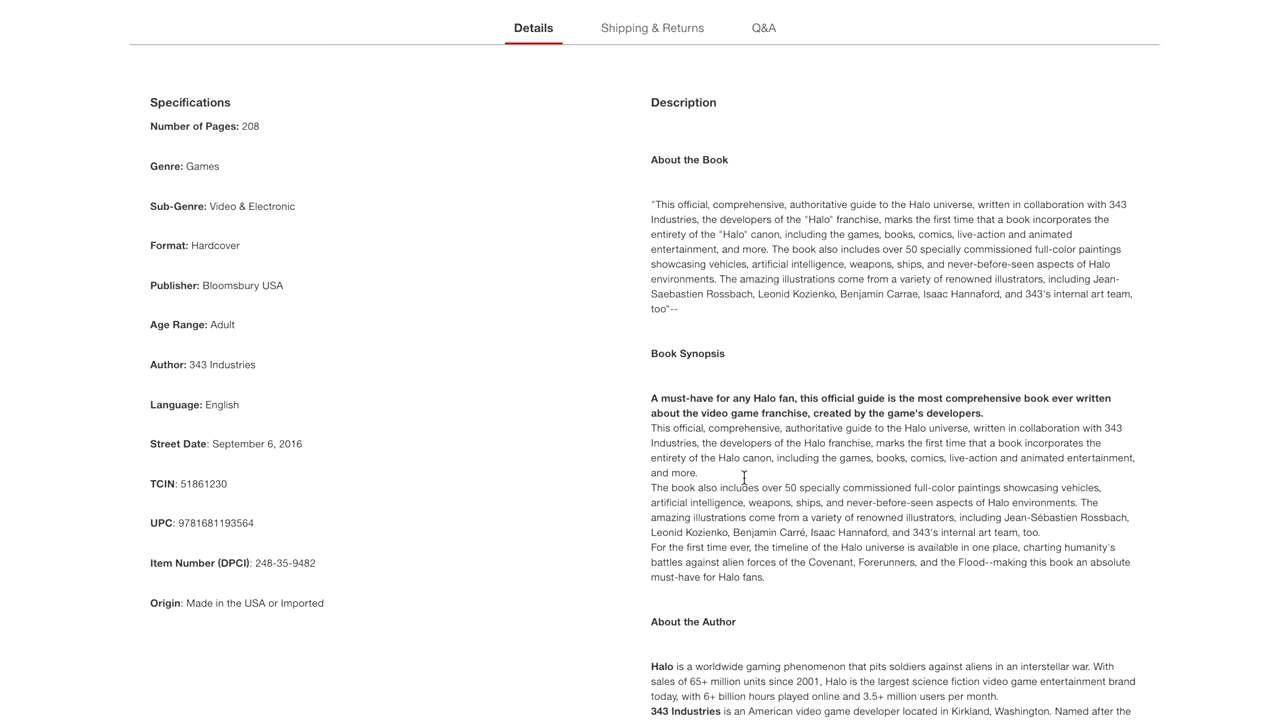 Details
Shipping & Returns
Q&A
Specifications
Number of Pages: 208
Genre: Games
Sub-Genre: Video & Electronic
Format: Hardcover
Publisher: Bloomsbury USA
Age Range: Adult
Author: 343 Industries
Language: English
Street Date: September 6, 2016
TCIN: 51861230
UPC: 9781681193564
Item Number (DPCI): 248-35-9482
Origin: Made in the USA or Imported
Description
About the Book
"This official, comprehensive, authoritative guide to the Halo universe, written in collaboration with 343
Industries, the developers of the "Halo" franchise, marks the first time that a book incorporates the
entirety of the "Halo" canon, including the games, books, comics, live-action and animated
entertainment, and more. The book also includes over 50 specially commissioned full-color paintings
showcasing vehicles, artificial intelligence, weapons, ships, and never-before-seen aspects of Halo
environments. The amazing illustrations come from a variety of renowned illustrators, including Jean-
Saebastien Rossbach, Leonid Kozienko, Benjamin Carrae, Isaac Hannaford, and 343's internal art team,
too"--
Book Synopsis
A must-have for any Halo fan, this official guide is the most comprehensive book ever written
about the video game franchise, created by the game's developers.
This official, comprehensive, authoritative guide to the Halo universe, written in collaboration with 343
Industries, the developers of the Halo franchise, marks the first time that a book incorporates the
entirety of the Halo canon, including the games, books, comics, live-action and animated entertainment,
and more.
The book also includes over 50 specially commissioned full-color paintings showcasing vehicles,
artificial intelligence, weapons, ships, and never-before-seen aspects of Halo environments. The
amazing illustrations come from a variety of renowned illustrators, including Jean-Sébastien Rossbach,
Leonid Kozienko, Benjamin Carré, Isaac Hannaford, and 343's internal art team, too.
For the first time ever, the timeline of the Halo universe is available in one place, charting humanity's
battles against alien forces of the Covenant, Forerunners, and the Flood--making this book an absolute
must-have for Halo fans.
About the Author
Halo is a worldwide gaming phenomenon that pits soldiers against aliens in an interstellar war. With
sales of 65+ million units since 2001, Halo is the largest science fiction video game entertainment brand
today, with 6+ billion hours played online and 3.5+ million users per month.
343 Industries is an American video game developer located in Kirkland, Washington. Named after the